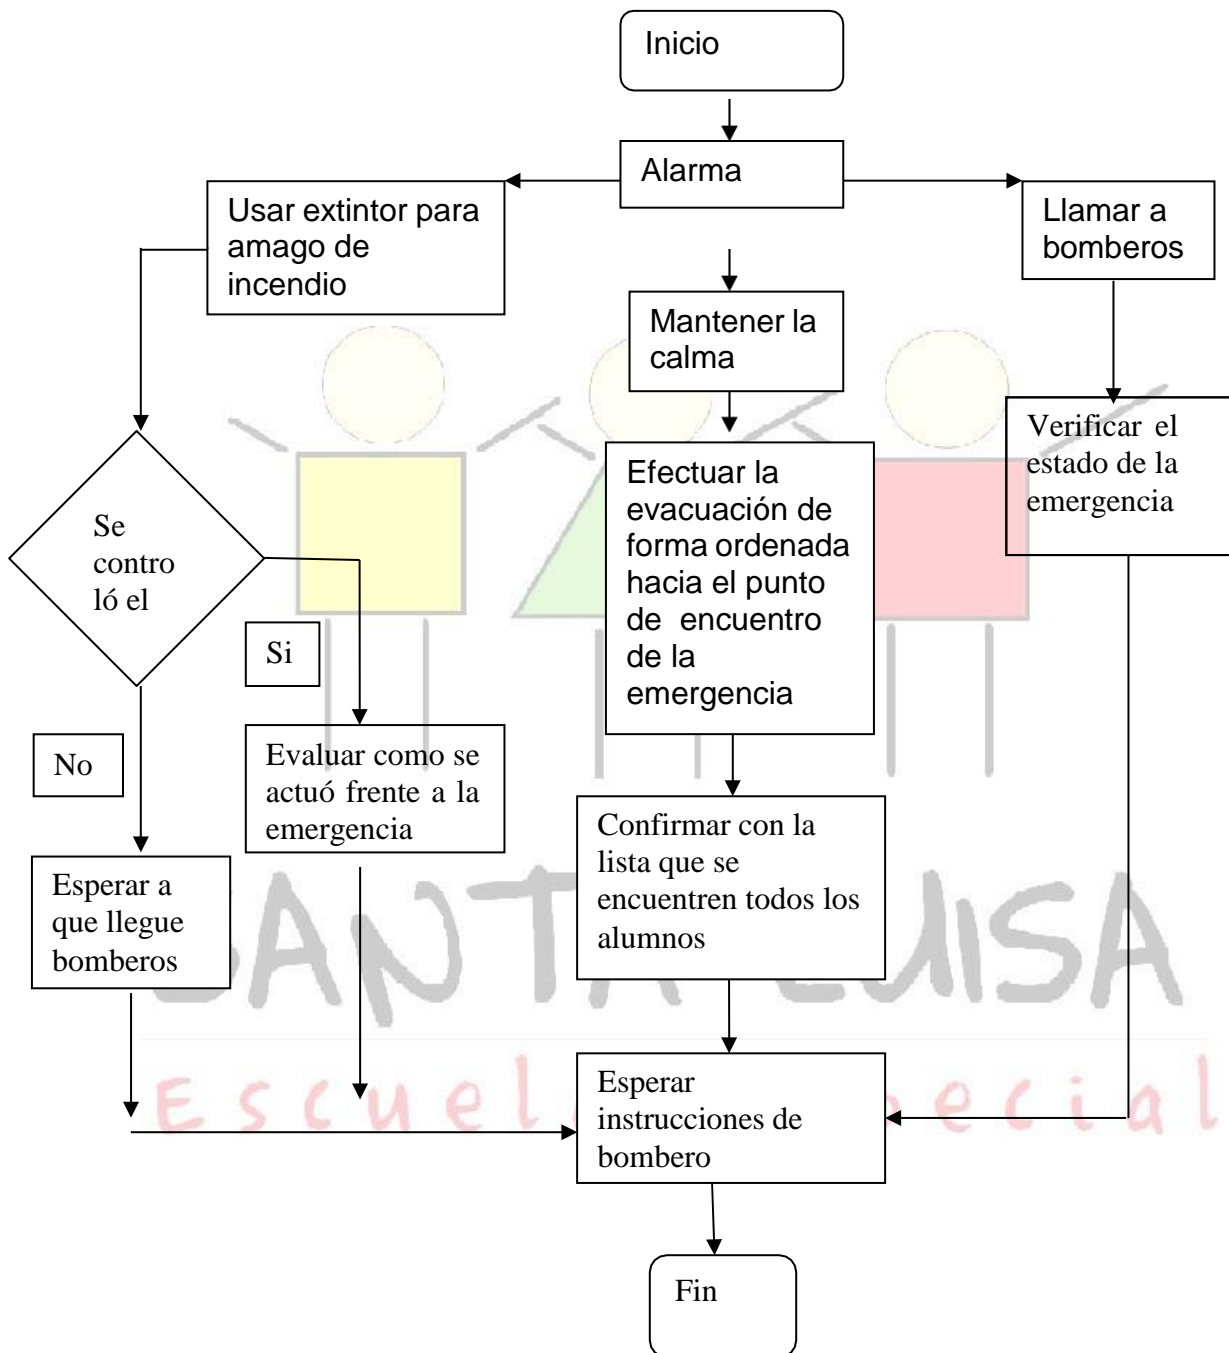 Inicio
Alarma
Usar extintor para
amago de
incendio
Llamar a
bomberos
Mantener la
calma
Verificar el
estado de la
emergencia
Efectuar la
evacuación de
forma ordenada
hacia el punto
de encuentro
de la
emergencia
Se
contro
ló el
Si
No
Evaluar como se
actuó frente a la
emergencia
Confirmar con la
lista que se
encuentren todos los
alumnos
Esperar a
que llegue
bomberos
Esperar
instrucciones de
bombero
Fin
SANTA LUISA
Escuela Especial